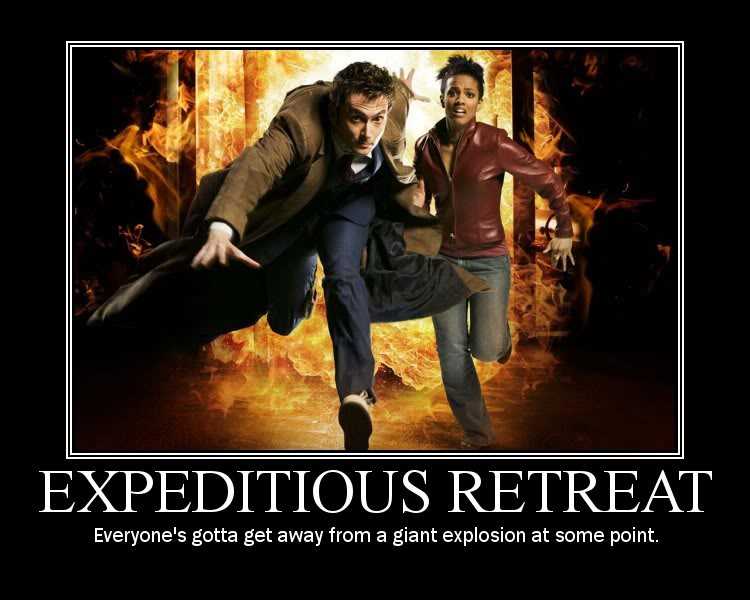 EXPEDITIOUS RETREAT
Everyone's gotta get away from a giant explosion at some point.